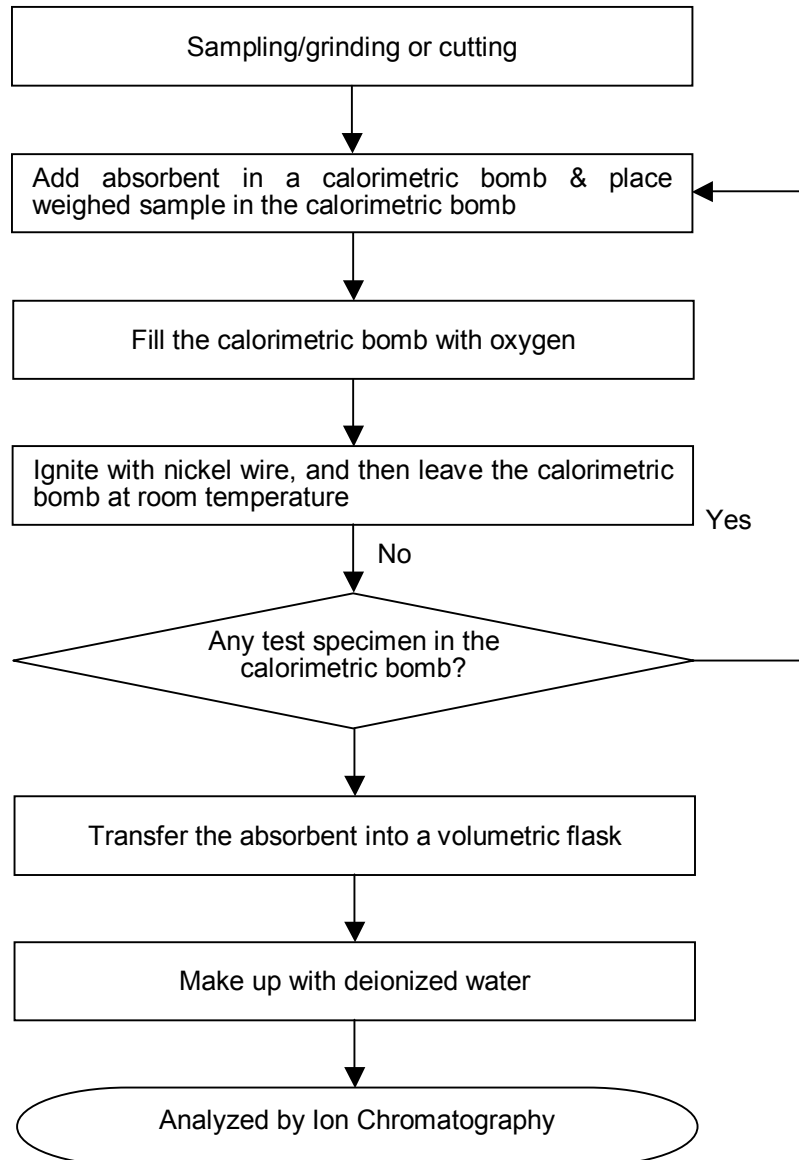 Sampling/grinding or cutting
Add absorbent in a calorimetric bomb & place
weighed sample in the calorimetric bomb
Fill the calorimetric bomb with oxygen
Ignite with nickel wire, and then leave the calorimetric
bomb at room temperature
Yes
No
Any test specimen in the
calorimetric bomb?
Transfer the absorbent into a volumetric flask
Make up with deionized water
Analyzed by Ion Chromatography